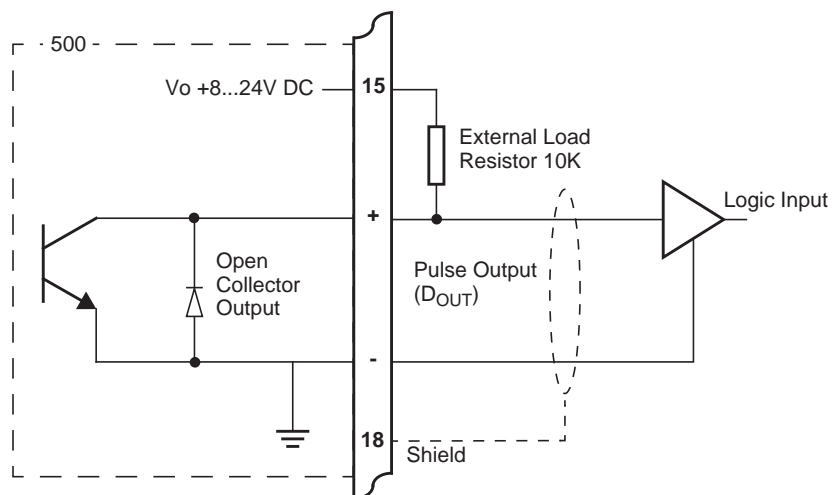 500
Vo +8...24V DC
15
External Load
Resistor 10K
+
Logic Input
Open
Collector
Output
Pulse Output
(DOUT)
-
18
Shield